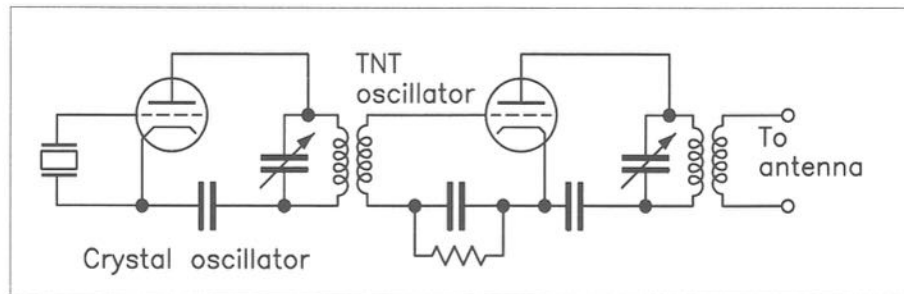 TNT
oscillator
To
antenna
Crystal oscillator